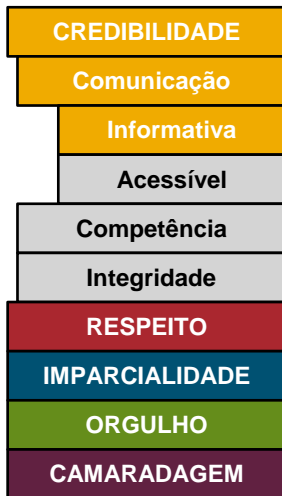 CREDIBILIDADE
Comunicação
Informativa
Acessível
Competência
Integridade
RESPEITO
IMPARCIALIDADE
ORGULHO
CAMARADAGEM